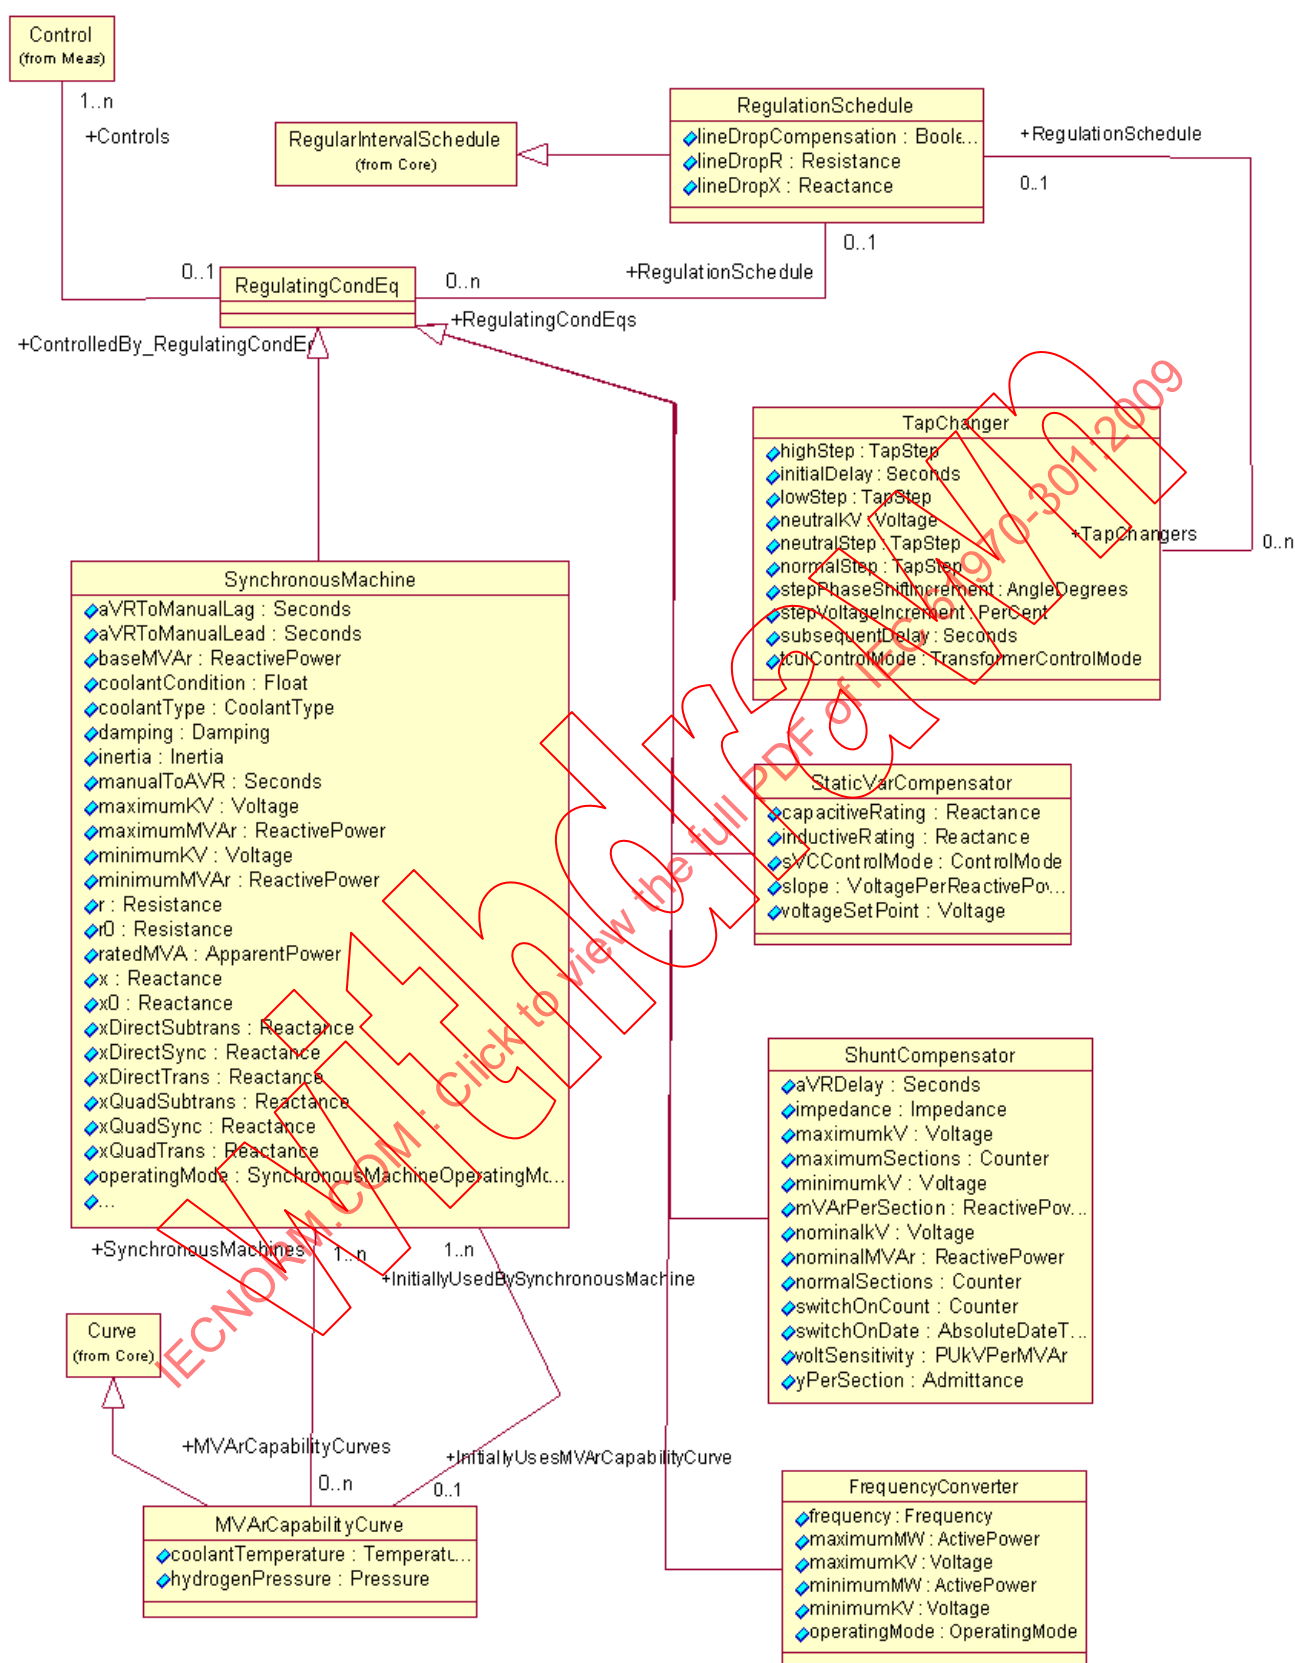 Control
(from Meas)
1..n
+Controls
RegularIntervalSchedule
(from Core)
RegulationSchedule
lineDropCompensation : Boole...
lineDropR : Resistance
lineDropX : Reactance
+RegulationSchedule
0..1
0..1
+RegulationSchedule
0..1
RegulatingCondEq
0..n
+RegulatingCondEqs
+ControlledBy_RegulatingCondEq
TapChanger
highStep : TapStep
initialDelay : Seconds
lowStep : TapStep
neutralKV : Voltage
neutralStep : TapStep
normalStep : TapStep
stepPhaseShiftIncrement : AngleDegrees
stepVoltageIncrement : PerCent
subsequentDelay : Seconds
tculControlMode : TransformerControlMode
+TapChangers
0..n
SynchronousMachine
aVRToManualLag : Seconds
aVRToManualLead : Seconds
baseMVAr : ReactivePower
coolantCondition : Float
coolantType : CoolantType
damping : Damping
inertia : Inertia
manualToAVR : Seconds
maximumKV : Voltage
maximumMVAr : ReactivePower
minimumKV : Voltage
minimumMVAr : ReactivePower
r : Resistance
r0 : Resistance
ratedMVA : ApparentPower
x : Reactance
x0 : Reactance
xDirectSubtrans : Reactance
xDirectSync : Reactance
xDirectTrans : Reactance
xQuadSubtrans : Reactance
xQuadSync : Reactance
xQuadTrans : Reactance
operatingMode : SynchronousMachineOperatingMo...
...
StaticVarCompensator
capacitiveRating : Reactance
inductiveRating : Reactance
sVCControlMode : ControlMode
slope : VoltagePerReactivePow...
voltageSetPoint : Voltage
ShuntCompensator
aVRDelay : Seconds
impedance : Impedance
maximumkV : Voltage
maximumSections : Counter
minimumkV : Voltage
mVArPerSection : ReactivePow...
nominalkV : Voltage
nominalMVAr : ReactivePower
normalSections : Counter
switchOnCount : Counter
switchOnDate : AbsoluteDateT...
voltSensitivity : PUkVPerMVAr
yPerSection : Admittance
+SynchronousMachines
1..n
1..n
+InitiallyUsedBySynchronousMachine
Curve
(from Core)
+MVArCapabilityCurves
0..n
+InitiallyUsesMVArCapabilityCurve
0..1
MVArCapabilityCurve
coolantTemperature : Temperatu...
hydrogenPressure : Pressure
FrequencyConverter
frequency : Frequency
maximumMW : ActivePower
maximumKV : Voltage
minimumMW : ActivePower
minimumKV : Voltage
operatingMode : OperatingMode
Withdrawn
IECNORM.COM : Click to view the full PDF of IEC 61970-301:2009